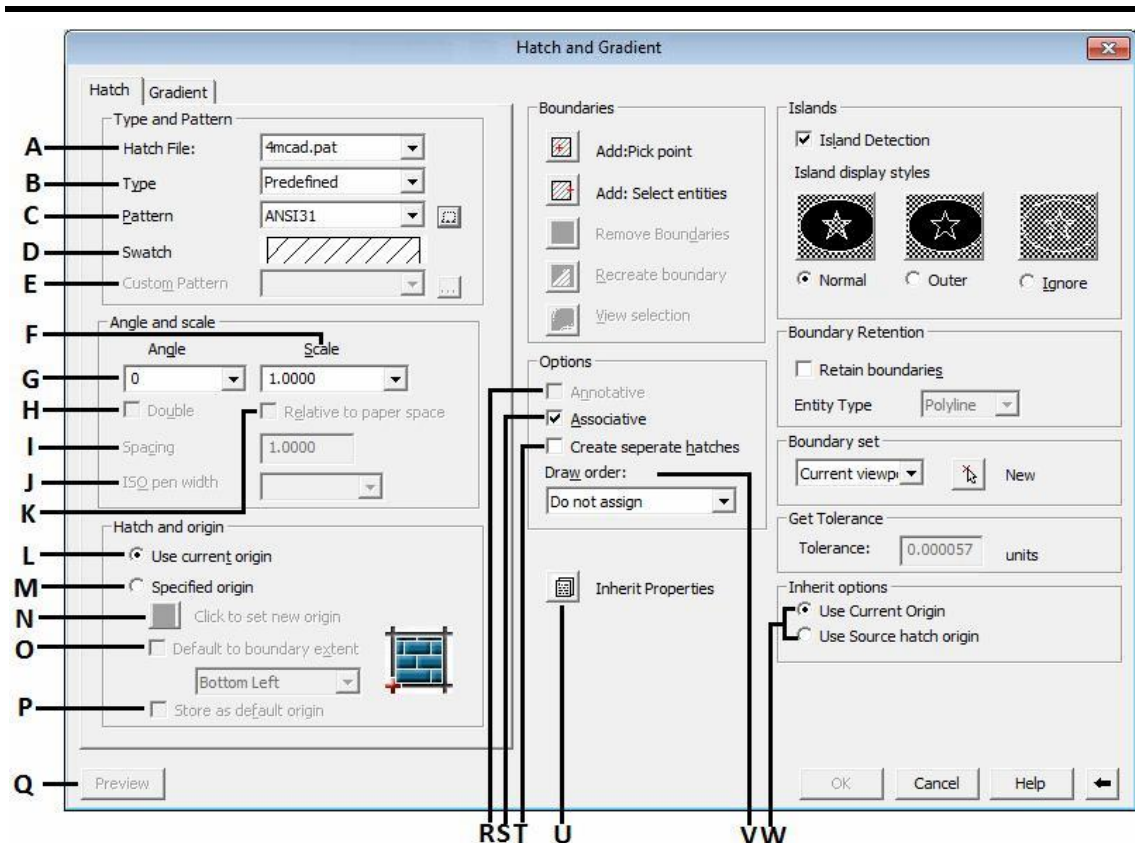 Hatch and Gradient
Hatch
Gradient
Type and Pattern
A
Hatch File:
4mcad.pat
B
Type
Predefined
C
Pattern
ANSI31
D
Swatch
E
Custom Pattern
...
Angle and scale
F
Angle
Scale
G
0
1.0000
H
Double
Relative to paper space
I
Spacing
1.0000
J
ISO pen width
K
Hatch and origin
L
Use current origin
M
Specified origin
N
Click to set new origin
O
Default to boundary extent
Bottom Left
P
Store as default origin
Q
Preview
Boundaries
Add:Pick point
Add: Select entities
Remove Boundaries
Recreate boundary
View selection
Options
Annotative
Associative
Create seperate hatches
Draw order:
Do not assign
Inherit Properties
Islands
Island Detection
Island display styles
Normal
Outer
Ignore
Boundary Retention
Retain boundaries
Entity Type
Polyline
Boundary set
Current viewp
New
Get Tolerance
Tolerance:
0.000057
units
Inherit options
Use Current Origin
Use Source hatch origin
OK
Cancel
Help
R
S
T
U
V
W